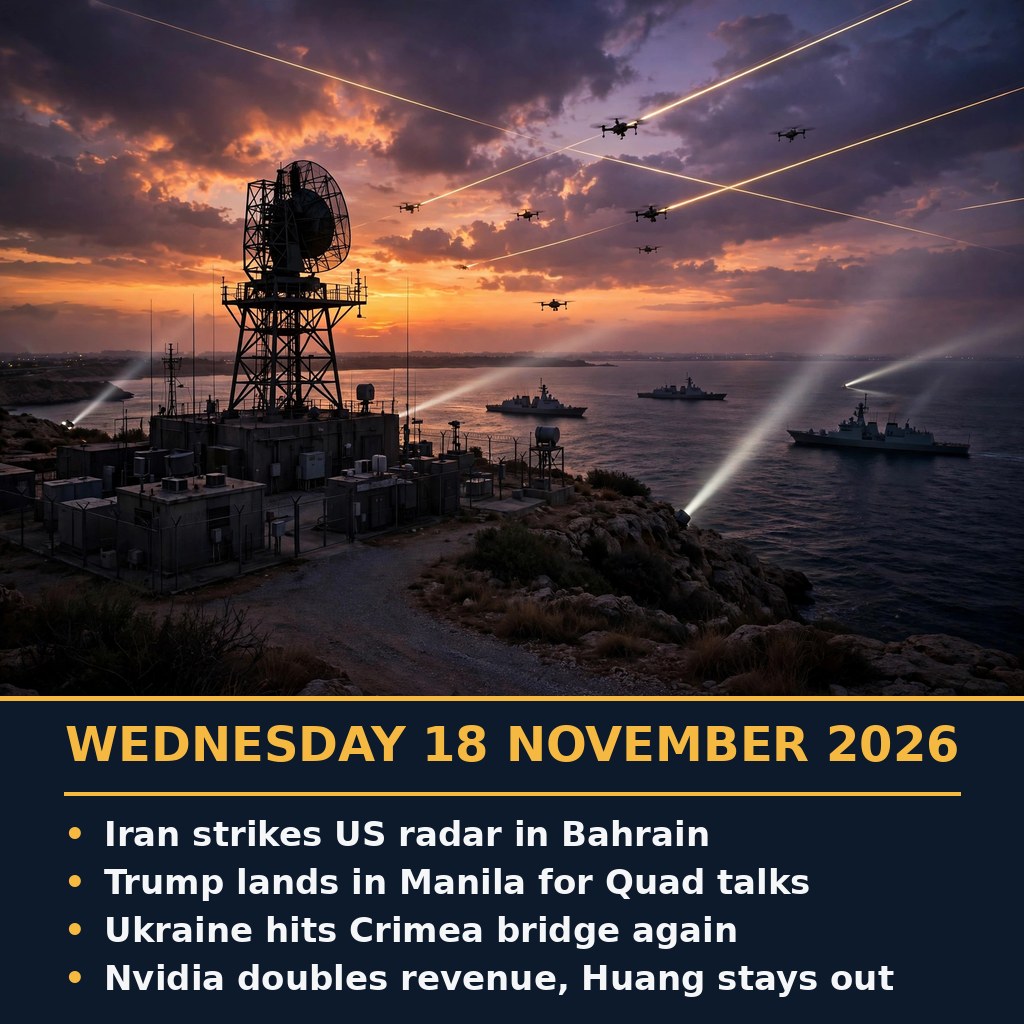 WEDNESDAY 18 NOVEMBER 2026
• Iran strikes US radar in Bahrain
• Trump lands in Manila for Quad talks
• Ukraine hits Crimea bridge again
• Nvidia doubles revenue, Huang stays out